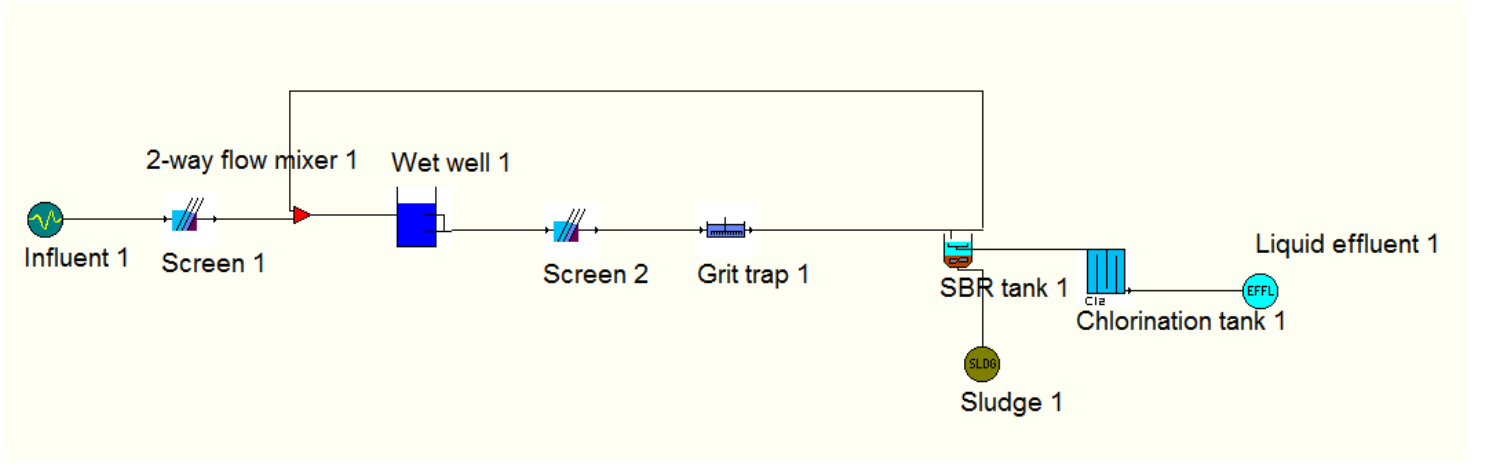 2-way flow mixer 1
Wet well 1
Influent 1
Screen 1
Screen 2
Grit trap 1
SBR tank 1
Cl2
Chlorination tank 1
Liquid effluent 1
EFFL
SLDG
Sludge 1